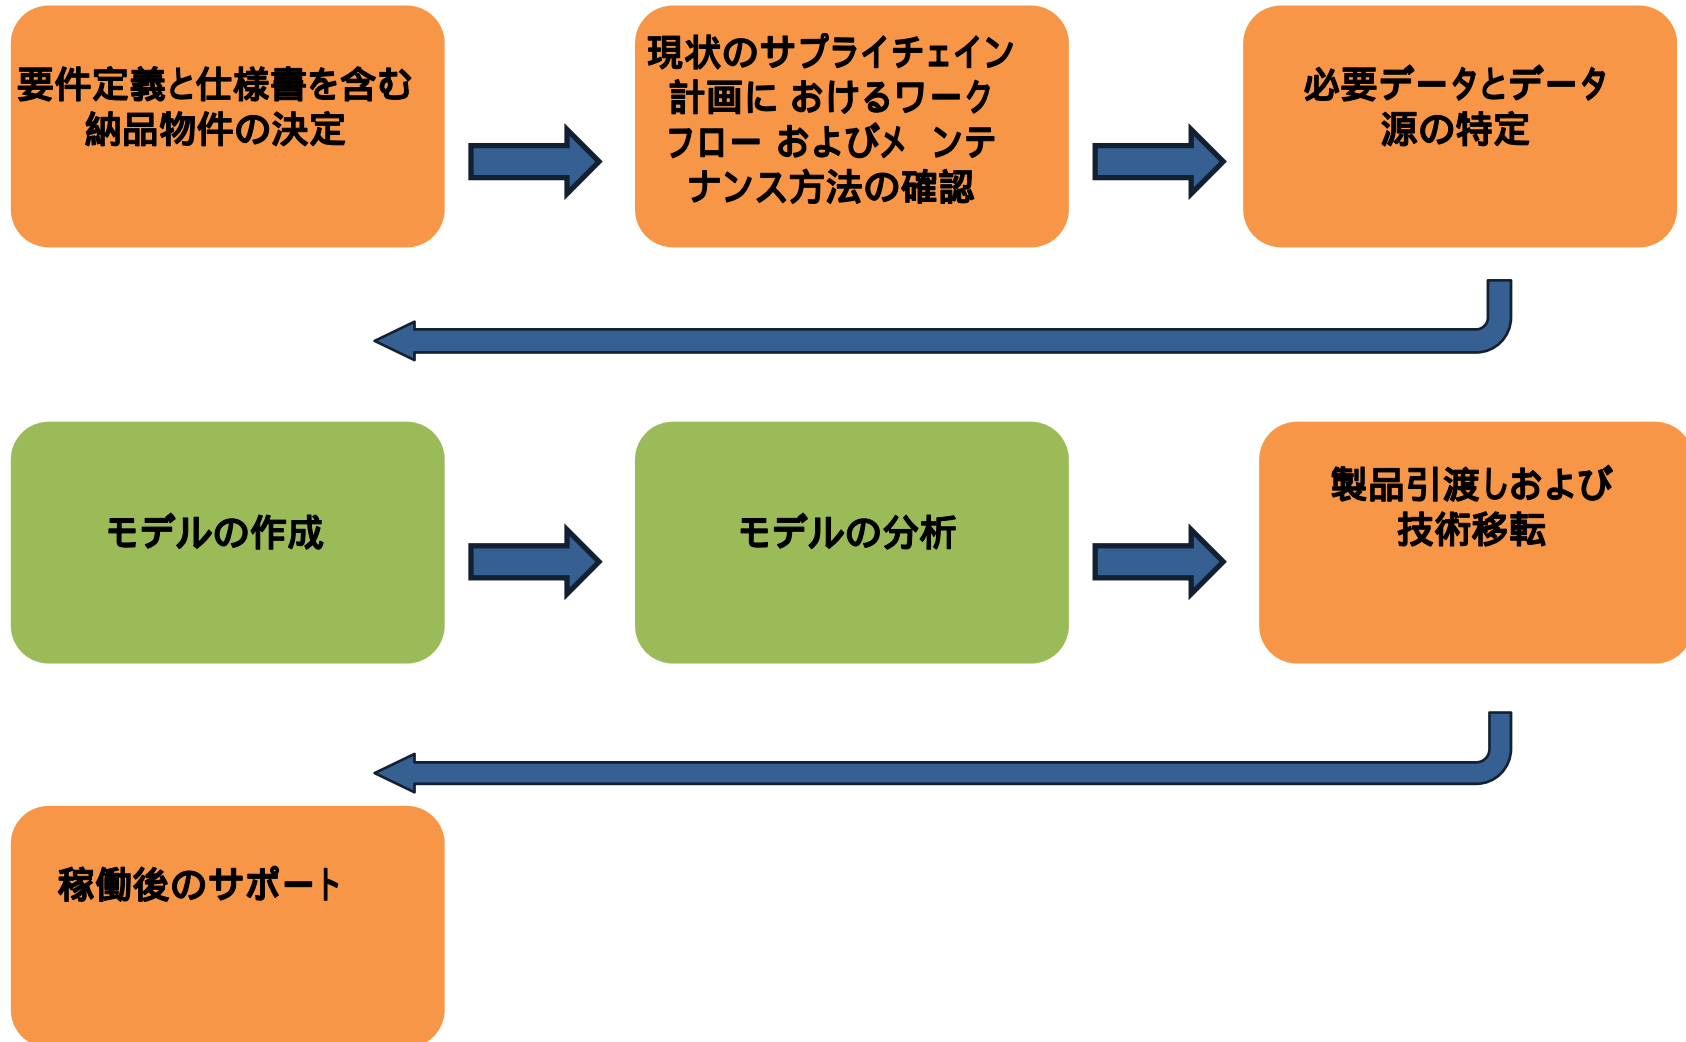 要件定義と仕様書を含む
納品物件の決定
現状のサプライチェイン
計画に おけるワーク
フロー およびメ ンテ
ナンス方法の確認
必要データとデータ
源の特定
モデルの作成
モデルの分析
製品引渡しおよび
技術移転
稼働後のサポート